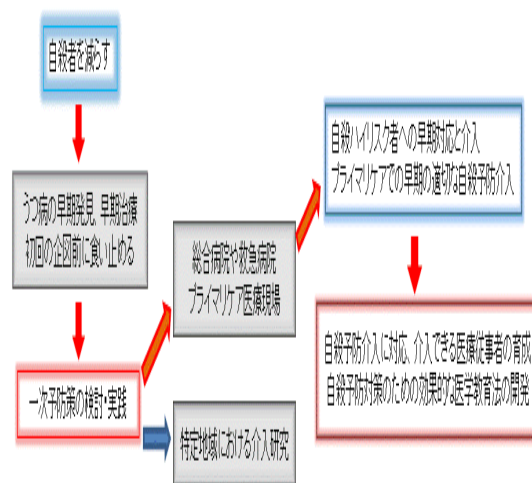 自殺者を減らす
うつ病の早期発見、早期治療
初回の企図前に食い止める
一次予防策の検討・実践
総合病院や救急病院
プライマリケア医療現場
特定地域における介入研究
自殺ハイリスク者への早期対応と介入
プライマリケアでの早期の適切な自殺予防介入
自殺予防介入に対応、介入できる医療従事者の育成
自殺予防対策のための効果的な医学教育法の開発